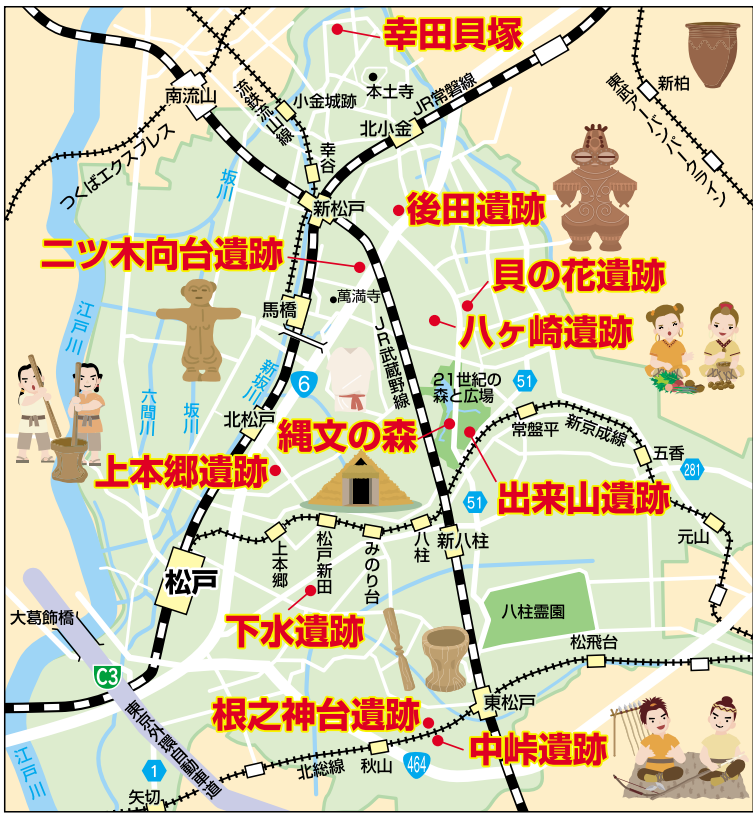 幸田貝塚
南流山
流鉄流山線
小金城跡
本土寺
JR常磐線
東武アーバンパークライン
新柏
北小金
つくばエクスプレス
幸谷
坂川
新松戸
後田遺跡
二ツ木向台遺跡
貝の花遺跡
江戸川
馬橋
萬満寺
八ヶ崎遺跡
JR武蔵野線
新坂川
6
21世紀の
森と広場
51
六間川
坂川
北松戸
縄文の森
常盤平
新京成線
五香
281
上本郷遺跡
51
出来山遺跡
元山
上本郷
松戸新田
みのり台
八柱
新八柱
松戸
大葛飾橋
下水遺跡
八柱霊園
松飛台
C3
東京外環自動車道
根之神台遺跡
東松戸
中峠遺跡
江戸川
1
矢切
北総線
秋山
464